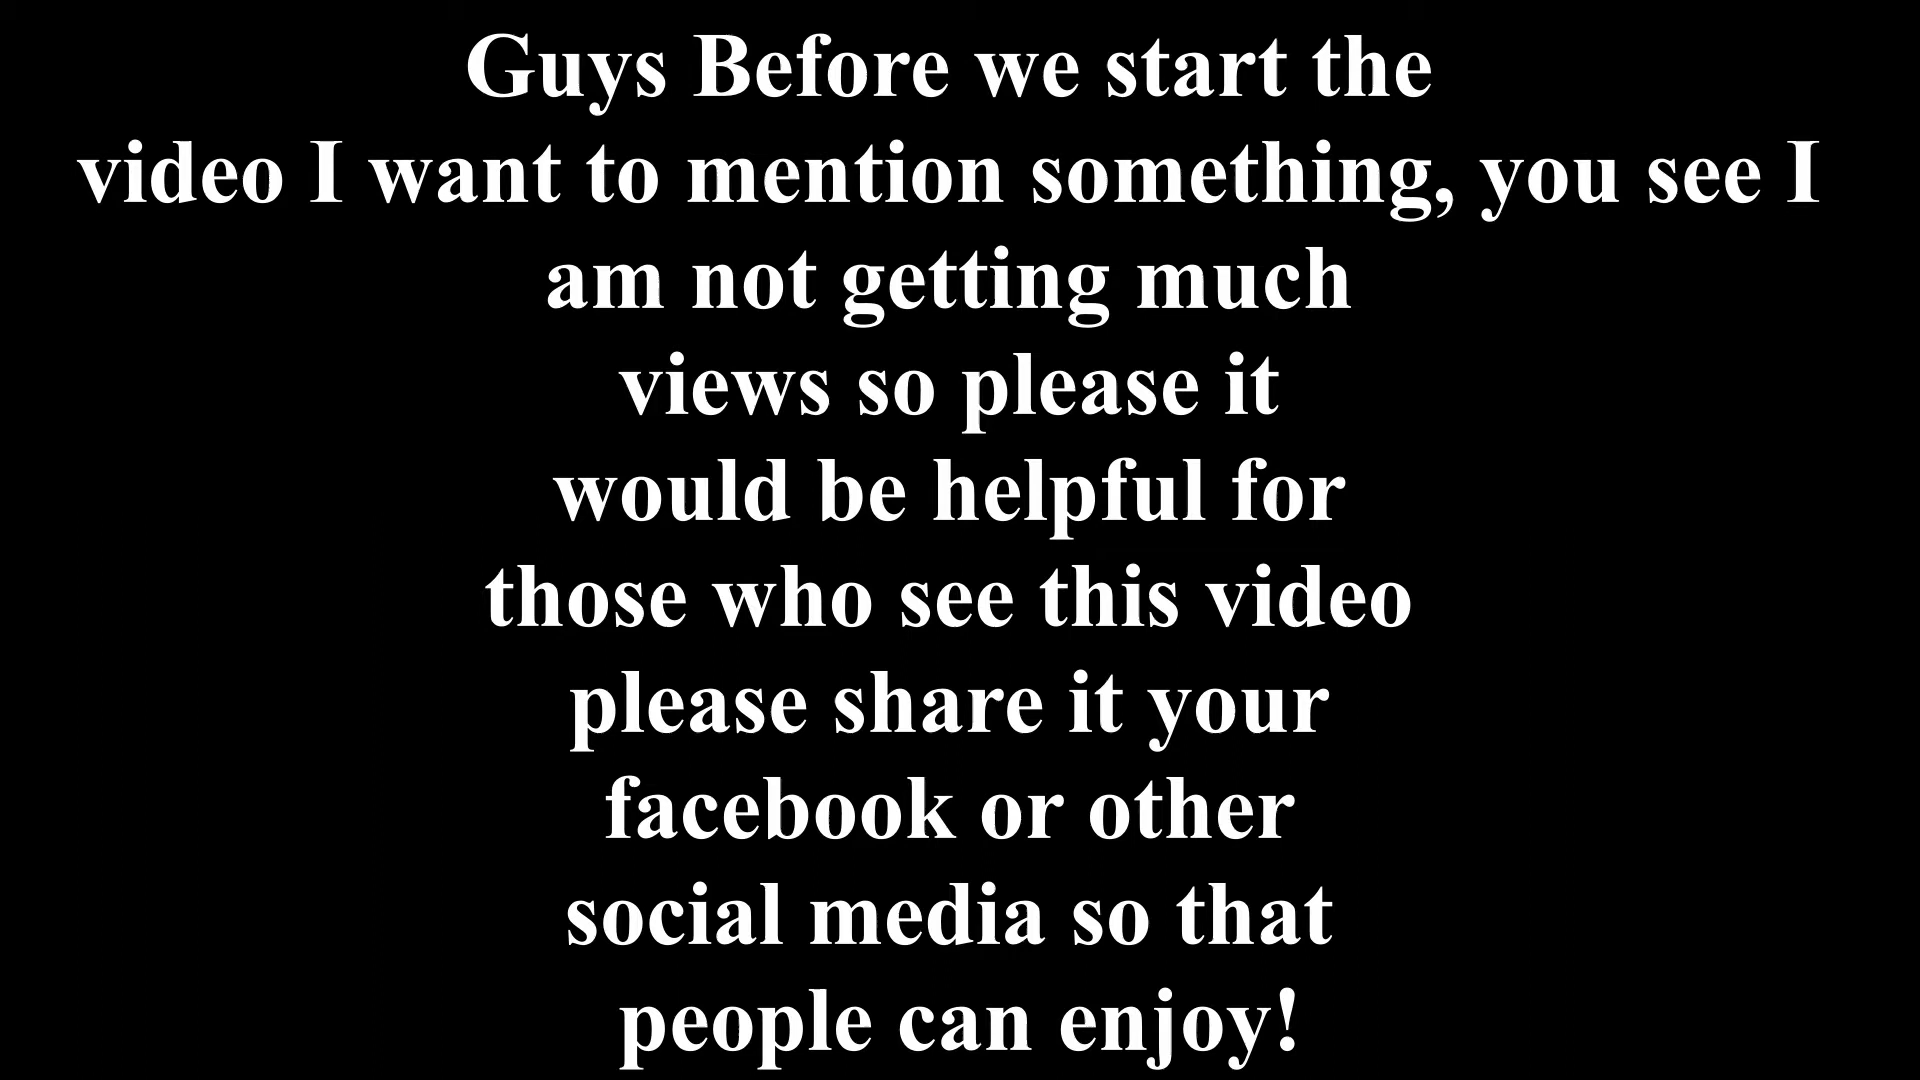 Guys Before we start the
video I want to mention something, you see I
am not getting much
views so please it
would be helpful for
those who see this video
please share it your
facebook or other
social media so that
people can enjoy!